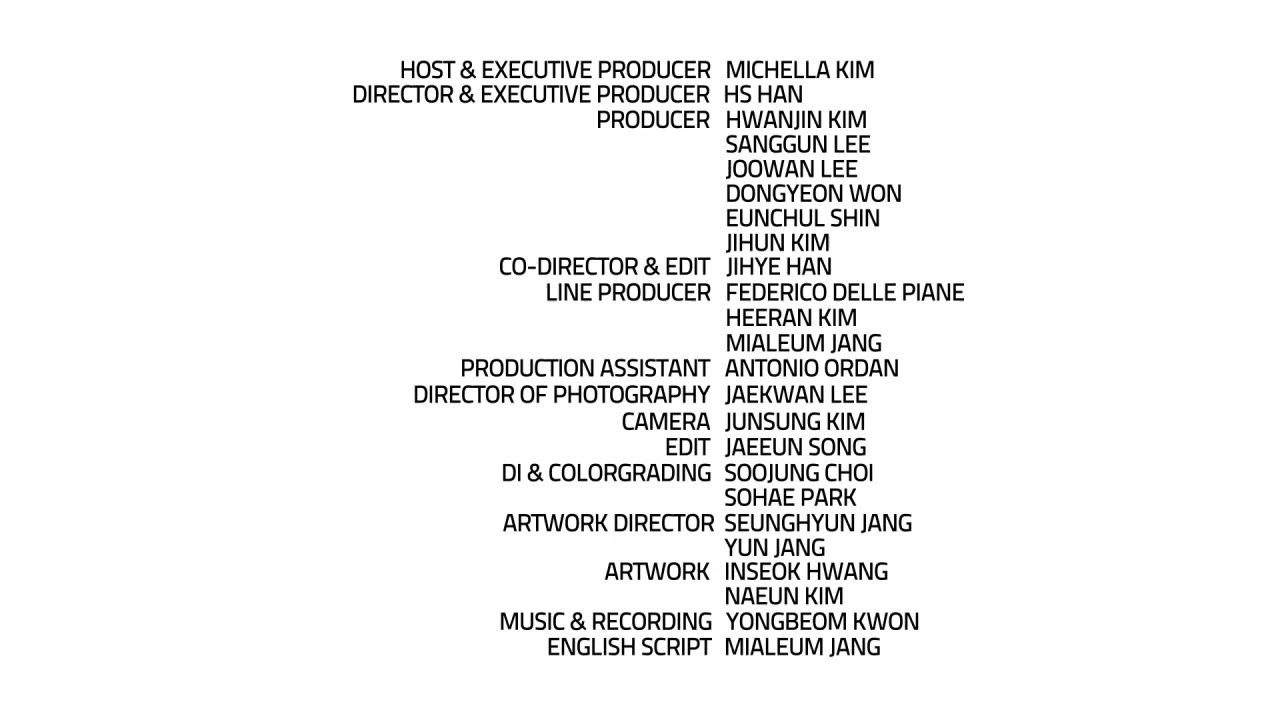 HOST & EXECUTIVE PRODUCER MICHELLA KIM
DIRECTOR & EXECUTIVE PRODUCER HS HAN
PRODUCER HWANJIN KIM
SANGGUN LEE
JOOWAN LEE
DONGYEON WON
EUNCHUL SHIN
JIHUN KIM
CO-DIRECTOR & EDIT JIHYE HAN
LINE PRODUCER FEDERICO DELLE PIANE
HEERAN KIM
MIALEUM JANG
PRODUCTION ASSISTANT ANTONIO ORDAN
DIRECTOR OF PHOTOGRAPHY JAEKWAN LEE
CAMERA JUNSUNG KIM
EDIT JAEEUN SONG
DI & COLORGRADING SOOJUNG CHOI
SOHAE PARK
ARTWORK DIRECTOR SEUNGHYUN JANG
YUN JANG
ARTWORK INSEOK HWANG
NAEUN KIM
MUSIC & RECORDING YONGBEOM KWON
ENGLISH SCRIPT MIALEUM JANG